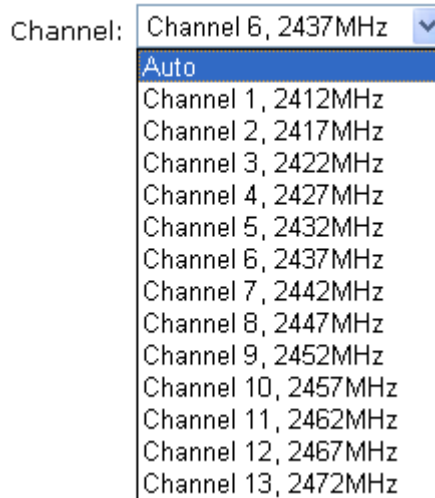 Channel: Channel 6, 2437MHz
Auto
Channel 1, 2412MHz
Channel 2, 2417MHz
Channel 3, 2422MHz
Channel 4, 2427MHz
Channel 5, 2432MHz
Channel 6, 2437MHz
Channel 7, 2442MHz
Channel 8, 2447MHz
Channel 9, 2452MHz
Channel 10, 2457MHz
Channel 11, 2462MHz
Channel 12, 2467MHz
Channel 13, 2472MHz